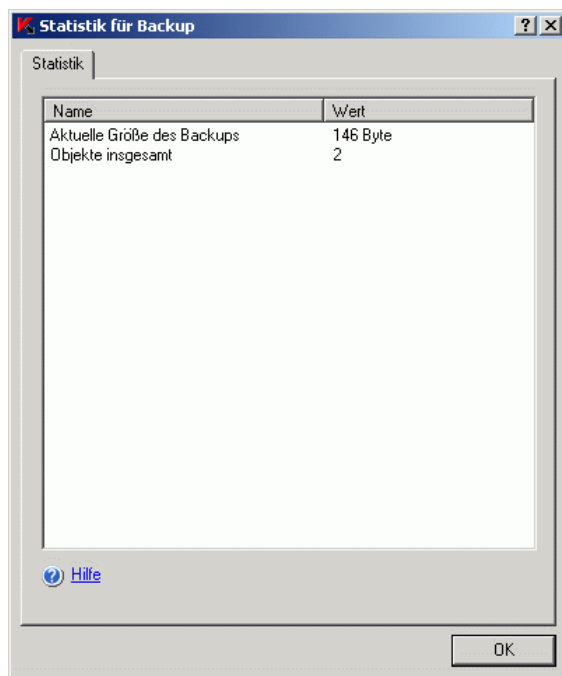 Statistik für Backup
Statistik
Name Wert
Aktuelle Größe des Backups 146 Byte
Objekte insgesamt 2
Hilfe
OK